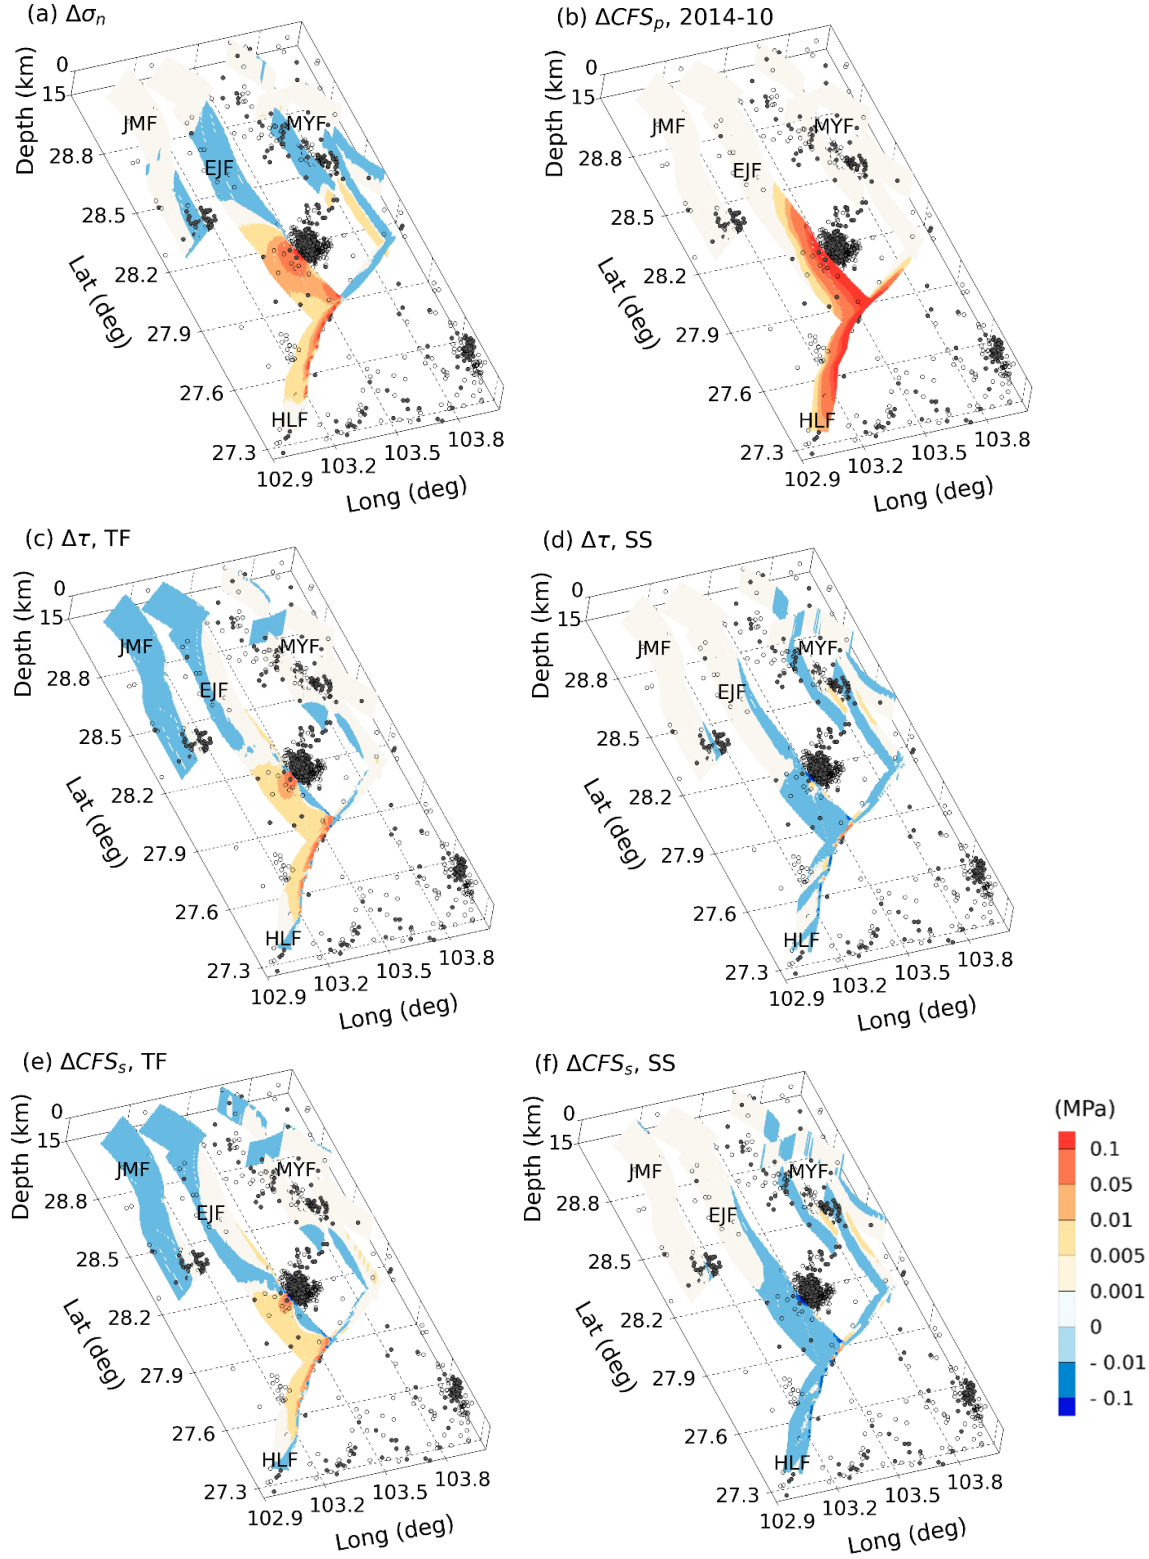 (a) Δσn
0
15
Depth (km)
JMF
MYF
EJF
28.8
28.5
28.2
27.9
27.6
27.3
Lat (deg)
HLF
102.9
103.2
103.5
103.8
Long (deg)
(b) ΔCFSp, 2014-10
0
15
Depth (km)
JMF
MYF
EJF
28.8
28.5
28.2
27.9
27.6
27.3
Lat (deg)
HLF
102.9
103.2
103.5
103.8
Long (deg)
(c) Δτ, TF
0
15
Depth (km)
JMF
MYF
EJF
28.8
28.5
28.2
27.9
27.6
27.3
Lat (deg)
HLF
102.9
103.2
103.5
103.8
Long (deg)
(d) Δτ, SS
0
15
Depth (km)
JMF
MYF
EJF
28.8
28.5
28.2
27.9
27.6
27.3
Lat (deg)
HLF
102.9
103.2
103.5
103.8
Long (deg)
(e) ΔCFSs, TF
0
15
Depth (km)
JMF
MYF
EJF
28.8
28.5
28.2
27.9
27.6
27.3
Lat (deg)
HLF
102.9
103.2
103.5
103.8
Long (deg)
(f) ΔCFSs, SS
0
15
Depth (km)
JMF
MYF
EJF
28.8
28.5
28.2
27.9
27.6
27.3
Lat (deg)
HLF
102.9
103.2
103.5
103.8
Long (deg)
(MPa)
0.1
0.05
0.01
0.005
0.001
0
- 0.01
- 0.1